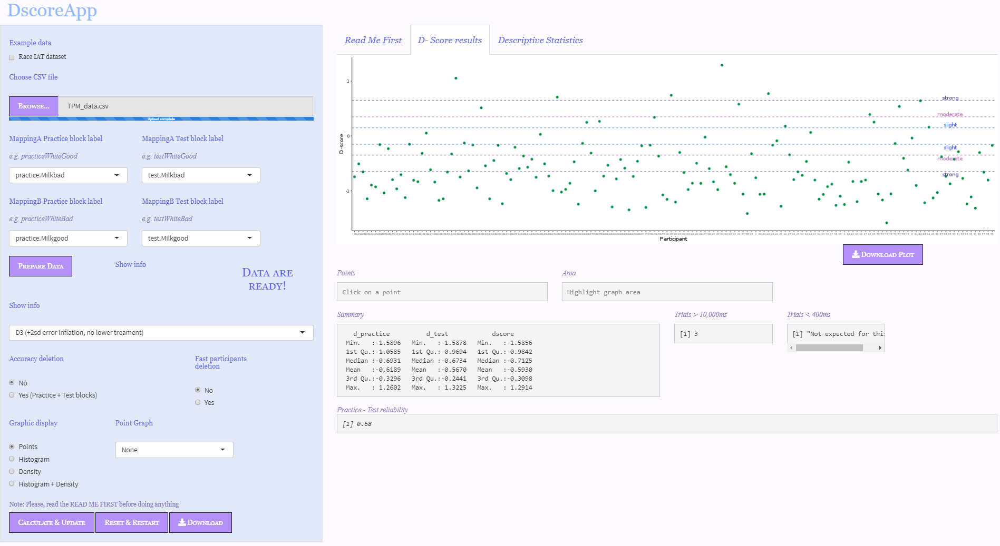 DscoreApp
Example data
Race IAT dataset
Choose CSV file
Browse... TPM_data.csv
Upload complete
MappingA Practice block label MappingA Test block label
e.g. practiceWhiteGood e.g. testWhiteGood
practice.Milkbad test.Milkbad
MappingB Practice block label MappingB Test block label
e.g. practiceWhiteBad e.g. testWhiteBad
practice.Milkgood test.Milkgood
Prepare Data Show info
Data are
ready!
Show info
D3 (+2sd error inflation, no lower treament)
Accuracy deletion
No
Yes (Practice + Test blocks)
Fast participants
deletion
No
Yes
Graphic display
Points
Histogram
Density
Histogram + Density
Point Graph
None
Note: Please, read the READ ME FIRST before doing anything
Calculate & Update Reset & Restart Download
Read Me First D- Score results Descriptive Statistics
D-score
1
0
-1
strong
moderate
slight
slight
moderate
strong
Participant
Download Plot
Points Area
Click on a point Highlight graph area
Summary
d_practice d_test dscore
Min. :-1.5896 Min. :-1.5878 Min. :-1.5856
1st Qu.:-1.0585 1st Qu.:-0.9694 1st Qu.:-0.9842
Median :-0.6931 Median :-0.6734 Median :-0.7125
Mean :-0.6189 Mean :-0.5670 Mean :-0.5930
3rd Qu.:-0.3296 3rd Qu.:-0.2441 3rd Qu.:-0.3098
Max. : 1.2602 Max. : 1.3225 Max. : 1.2914
Trials > 10,000ms
[1] 3
Trials < 400ms
[1] "Not expected for this
Practice - Test reliability
[1] 0.68